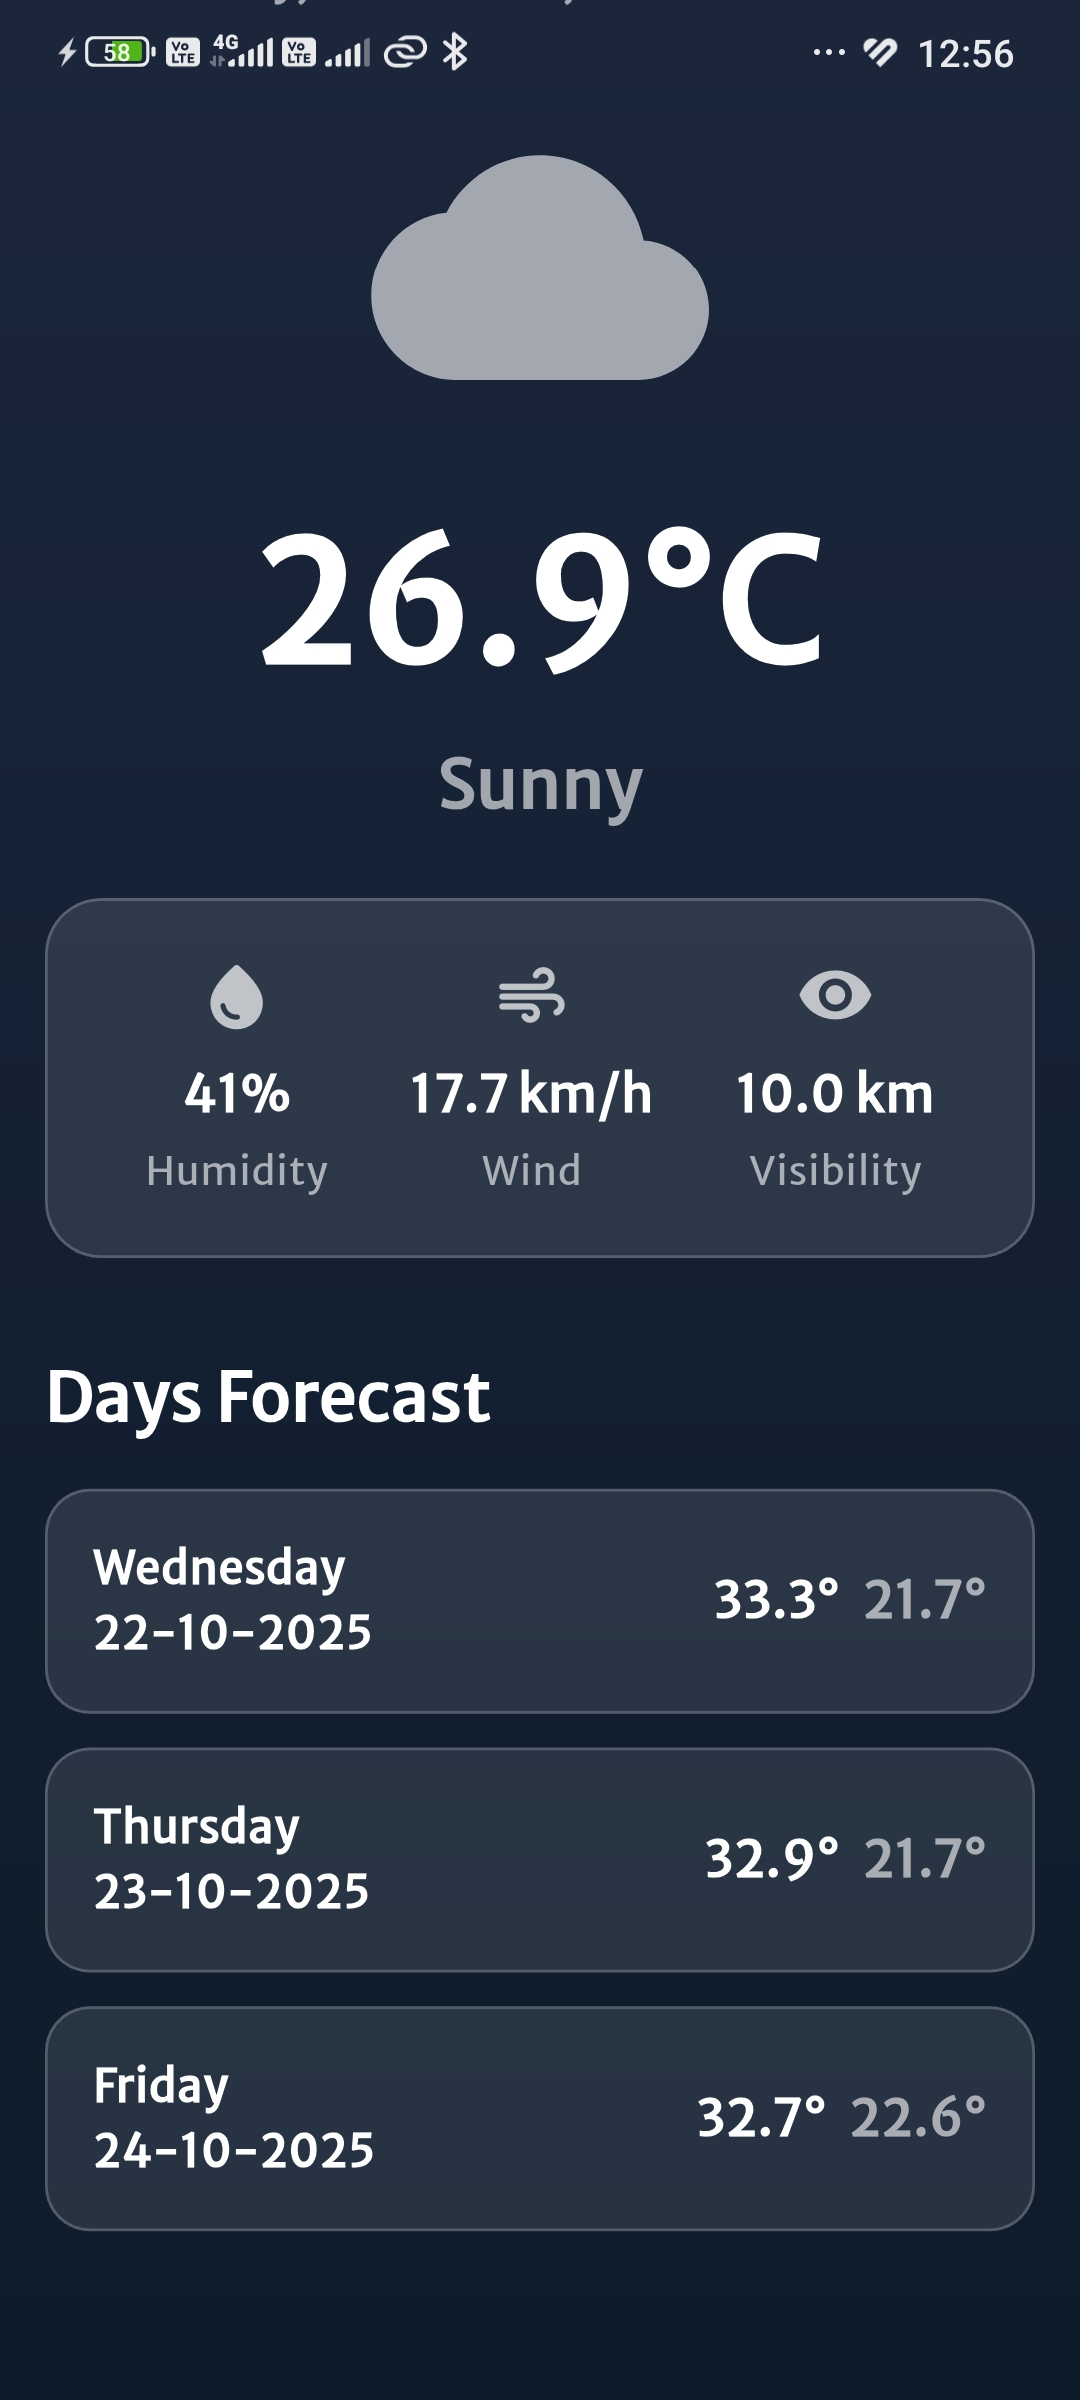 58 Vo LTE 4G Vo LTE 12:56
26.9°C
Sunny
41% 17.7 km/h 10.0 km
Humidity Wind Visibility
Days Forecast
Wednesday
22-10-2025
33.3° 21.7°
Thursday
23-10-2025
32.9° 21.7°
Friday
24-10-2025
32.7° 22.6°